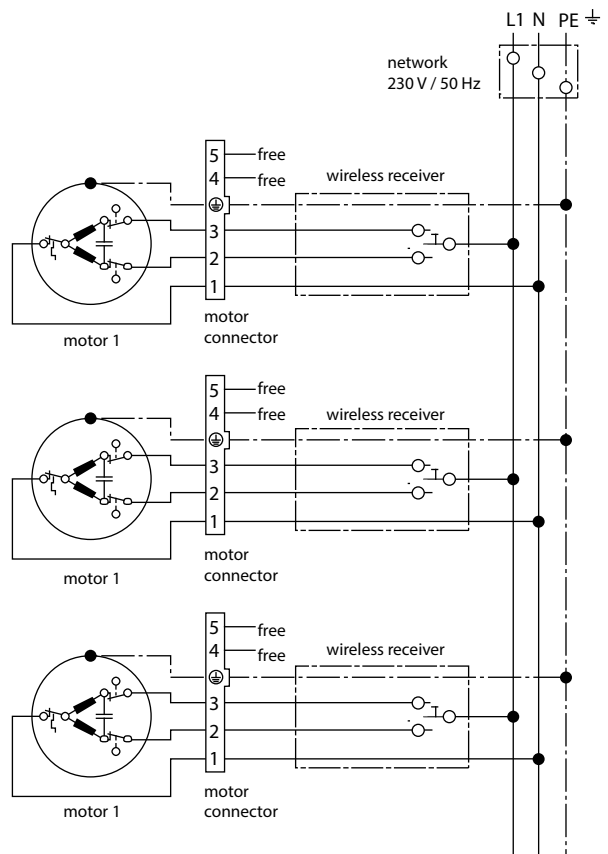 L1 N PE
network
230 V / 50 Hz
5 free
4 free
wireless receiver
3
2
1
motor 1
motor
connector
5 free
4 free
wireless receiver
3
2
1
motor 1
motor
connector
5 free
4 free
wireless receiver
3
2
1
motor 1
motor
connector